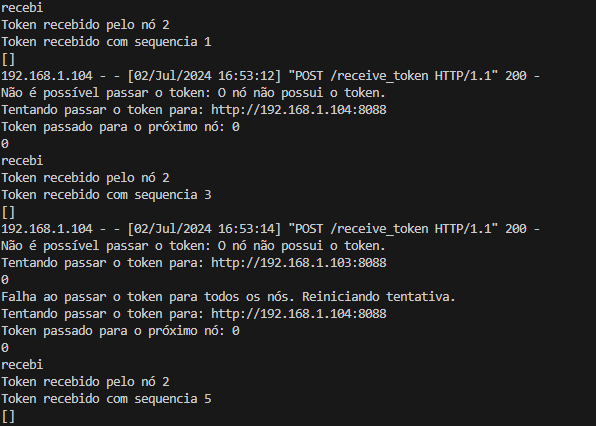 recebi
Token recebido pelo nó 2
Token recebido com sequencia 1
[]
192.168.1.104 - - [02/Jul/2024 16:53:12] "POST /receive_token HTTP/1.1" 200 -
Não é possível passar o token: O nó não possui o token.
Tentando passar o token para: http://192.168.1.104:8088
Token passado para o próximo nó: 0
0
recebi
Token recebido pelo nó 2
Token recebido com sequencia 3
[]
192.168.1.104 - - [02/Jul/2024 16:53:14] "POST /receive_token HTTP/1.1" 200 -
Não é possível passar o token: O nó não possui o token.
Tentando passar o token para: http://192.168.1.103:8088
0
Falha ao passar o token para todos os nós. Reiniciando tentativa.
Tentando passar o token para: http://192.168.1.104:8088
Token passado para o próximo nó: 0
0
recebi
Token recebido pelo nó 2
Token recebido com sequencia 5
[]